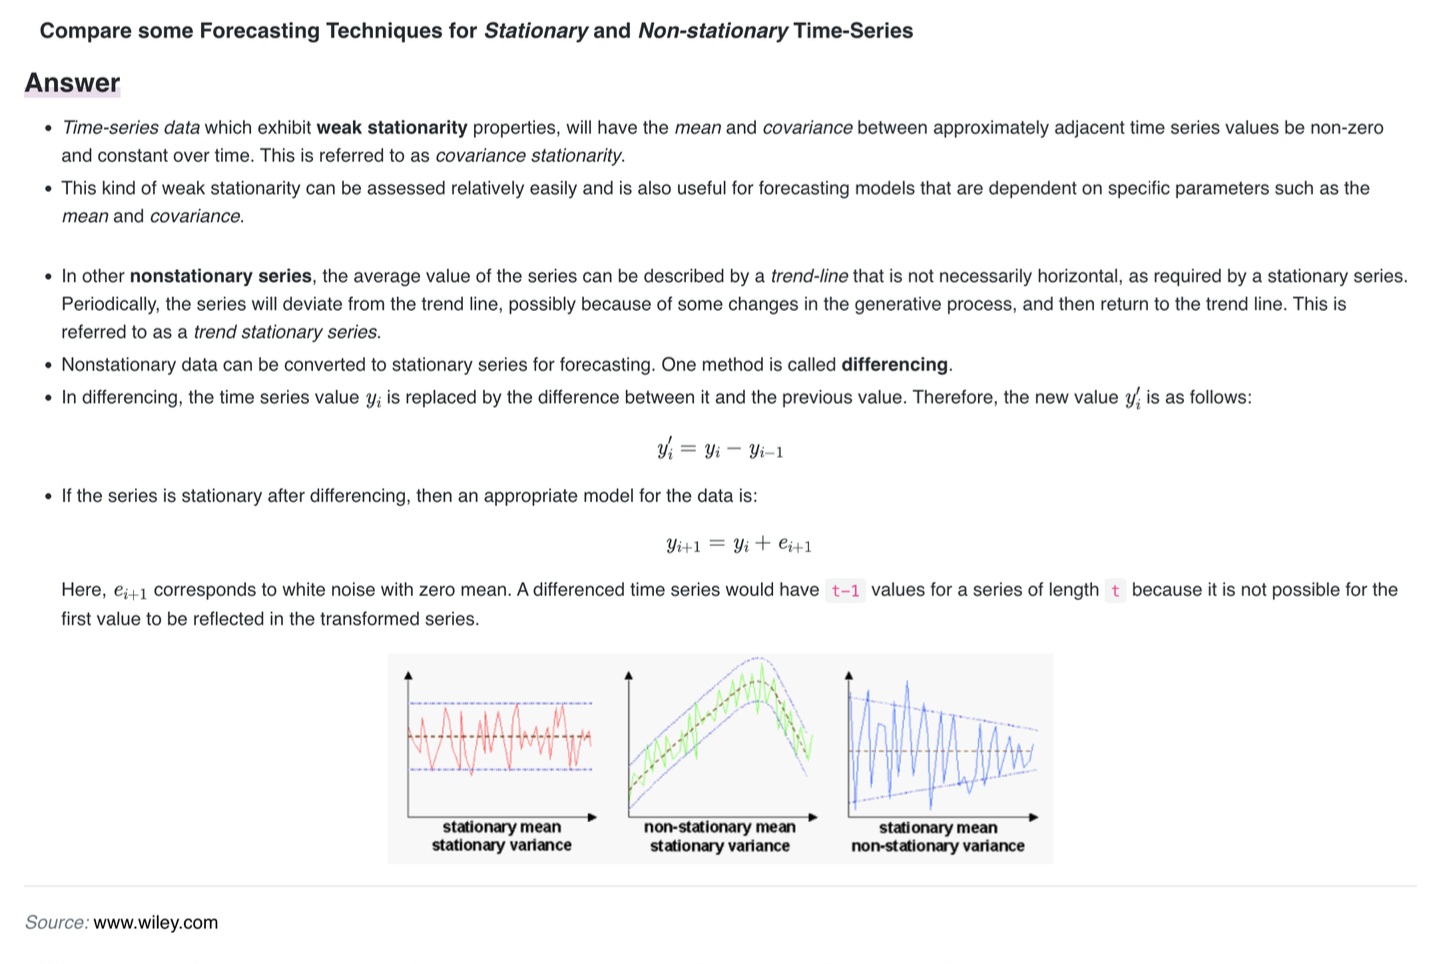 Compare some Forecasting Techniques for Stationary and Non-stationary Time-Series
Answer
• Time-series data which exhibit weak stationarity properties, will have the mean and covariance between approximately adjacent time series values be non-zero
and constant over time. This is referred to as covariance stationarity.
• This kind of weak stationarity can be assessed relatively easily and is also useful for forecasting models that are dependent on specific parameters such as the
mean and covariance.
• In other nonstationary series, the average value of the series can be described by a trend-line that is not necessarily horizontal, as required by a stationary series.
Periodically, the series will deviate from the trend line, possibly because of some changes in the generative process, and then return to the trend line. This is
referred to as a trend stationary series.
• Nonstationary data can be converted to stationary series for forecasting. One method is called differencing.
• In differencing, the time series value y_i is replaced by the difference between it and the previous value. Therefore, the new value y'_i is as follows:
y'_i = y_i − y_{i−1}
• If the series is stationary after differencing, then an appropriate model for the data is:
y_{i+1} = y_i + e_{i+1}
Here, e_{i+1} corresponds to white noise with zero mean. A differenced time series would have t-1 values for a series of length t because it is not possible for the
first value to be reflected in the transformed series.
stationary mean
stationary variance
non-stationary mean
stationary variance
stationary mean
non-stationary variance
Source: www.wiley.com